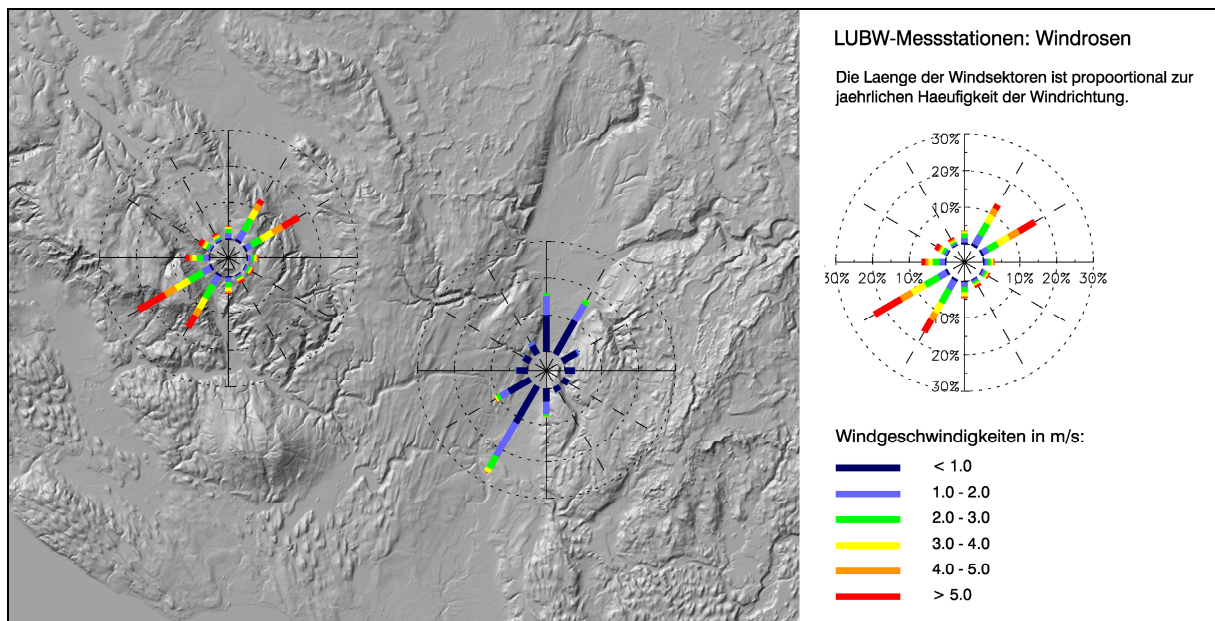 LUBW-Messstationen: Windrosen
Die Laenge der Windsektoren ist propoortional zur
jaehrlichen Haeufigkeit der Windrichtung.
30%
20%
10%
50% 20% 10% 10% 20% 30%
10%
20%
30%
Windgeschwindigkeiten in m/s:
< 1.0
1.0 - 2.0
2.0 - 3.0
3.0 - 4.0
4.0 - 5.0
> 5.0